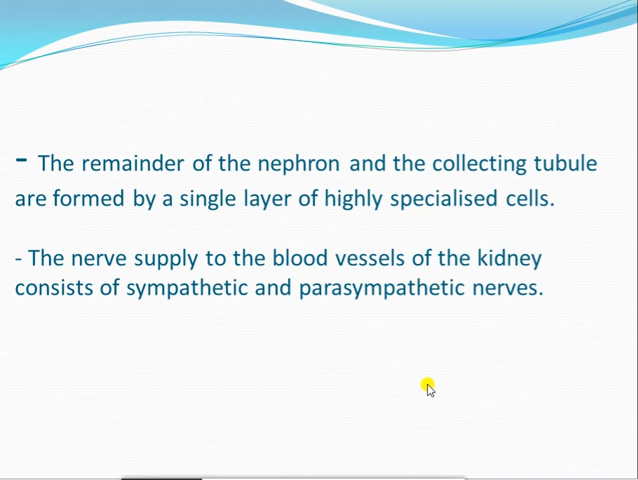 - The remainder of the nephron and the collecting tubule
are formed by a single layer of highly specialised cells.
- The nerve supply to the blood vessels of the kidney
consists of sympathetic and parasympathetic nerves.